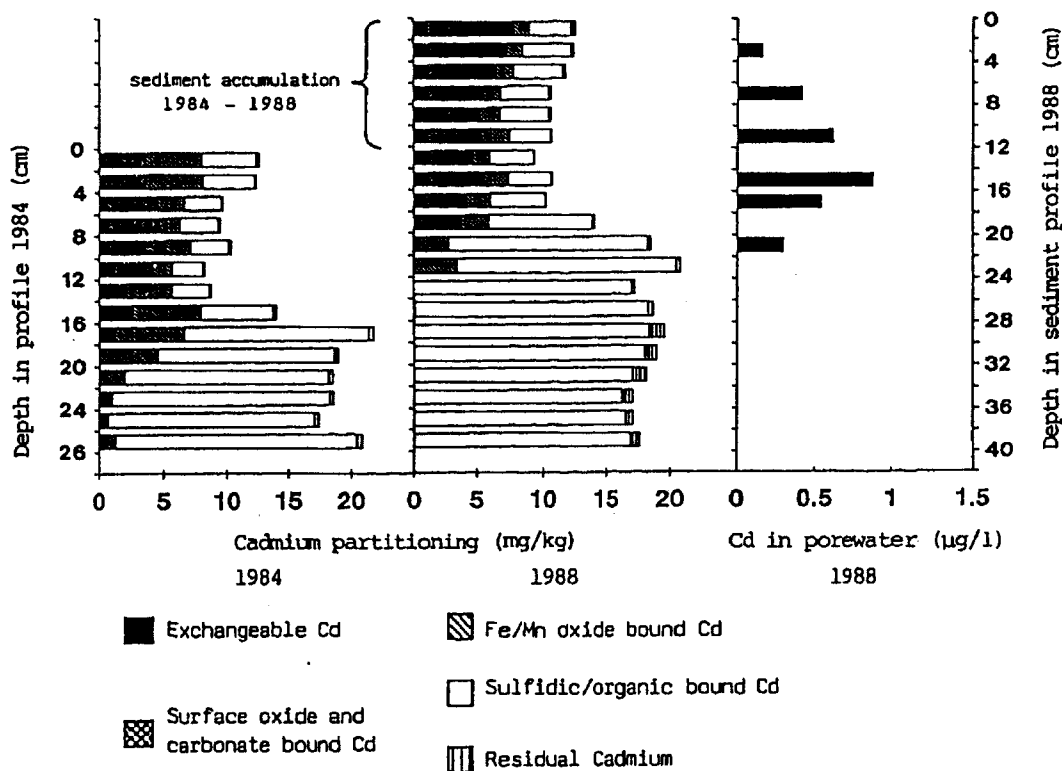 sediment accumulation
1984 - 1988
Depth in profile 1984 (cm)
0
4
8
12
16
20
24
26
0
4
8
12
16
20
24
28
32
36
40
Depth in sediment profile 1988 (cm)
0 5 10 15 20
0 5 10 15 20
0 0.5 1 1.5
Cadmium partitioning (mg/kg)
Cd in porewater (µg/l)
1984
1988
1988
Exchangeable Cd
Fe/Mn oxide bound Cd
Surface oxide and
carbonate bound Cd
Sulfidic/organic bound Cd
Residual Cadmium